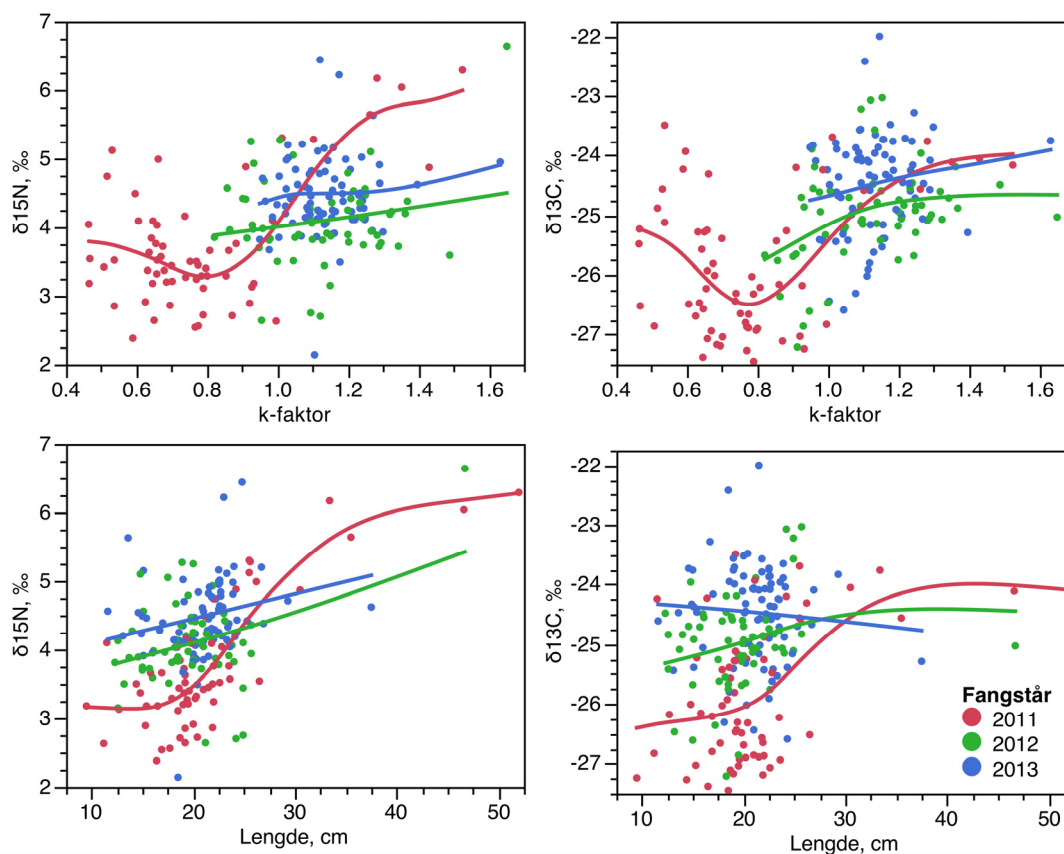 7
6
5
4
3
2
δ15N, ‰
0.4 0.6 0.8 1.0 1.2 1.4 1.6
k-faktor
-22
-23
-24
-25
-26
-27
δ13C, ‰
0.4 0.6 0.8 1.0 1.2 1.4 1.6
k-faktor
7
6
5
4
3
2
δ15N, ‰
10 20 30 40 50
Lengde, cm
-22
-23
-24
-25
-26
-27
δ13C, ‰
Fangstår
2011
2012
2013
10 20 30 40 50
Lengde, cm